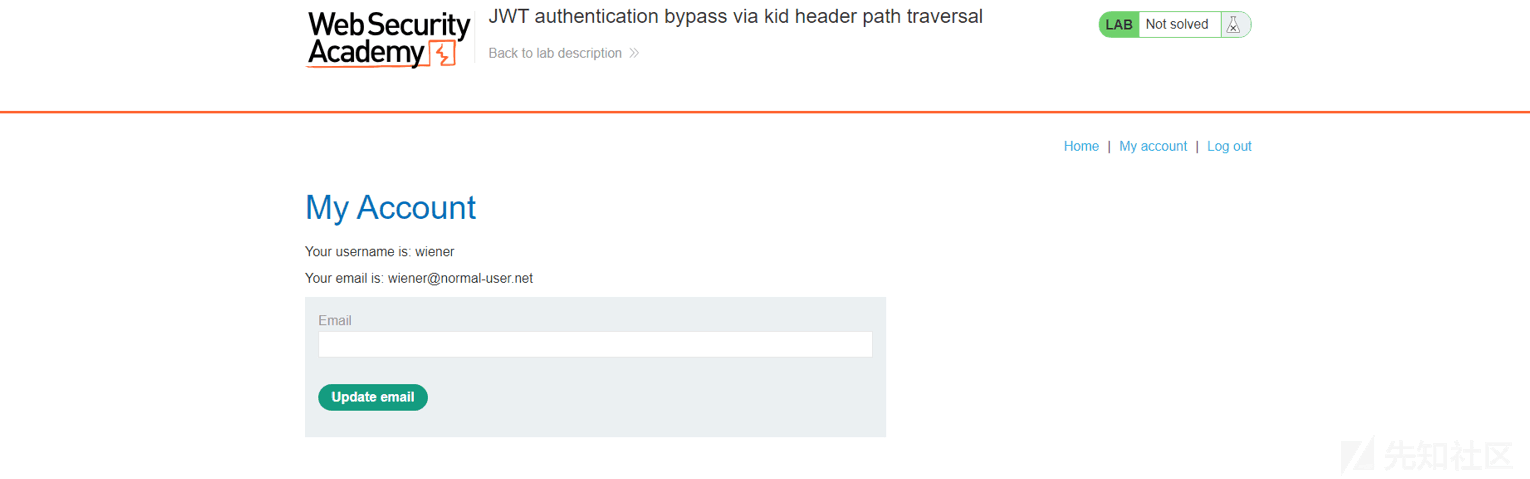 Web Security
Academy
JWT authentication bypass via kid header path traversal
Back to lab description
LAB Not solved
Home | My account | Log out
My Account
Your username is: wiener
Your email is: wiener@normal-user.net
Email
Update email
先知社区